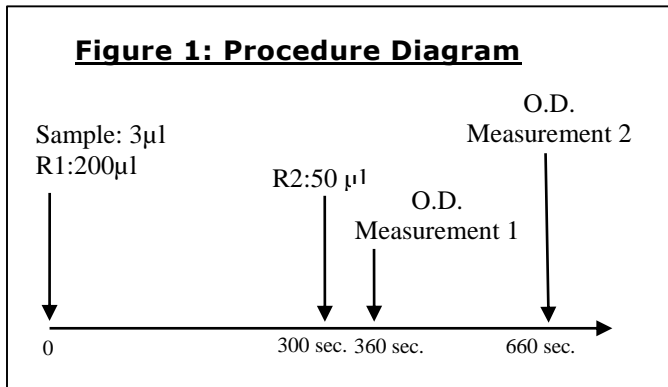 Figure 1: Procedure Diagram
O.D.
Measurement 2
Sample: 3µl
R1:200µl
R2:50 µl
O.D.
Measurement 1
0
300 sec.
360 sec.
660 sec.